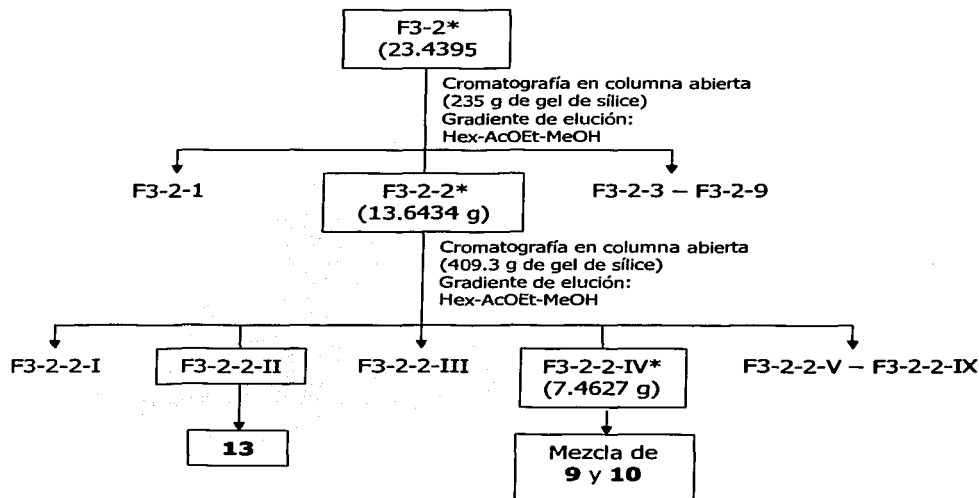 F3-2*
(23.4395
Cromatografía en columna abierta
(235 g de gel de sílice)
Gradiente de elución:
Hex-AcOEt-MeOH
F3-2-1
F3-2-2*
(13.6434 g)
F3-2-3 – F3-2-9
Cromatografía en columna abierta
(409.3 g de gel de sílice)
Gradiente de elución:
Hex-AcOEt-MeOH
F3-2-2-I
F3-2-2-II
F3-2-2-III
F3-2-2-IV*
(7.4627 g)
F3-2-2-V – F3-2-2-IX
13
Mezcla de
9 y 10